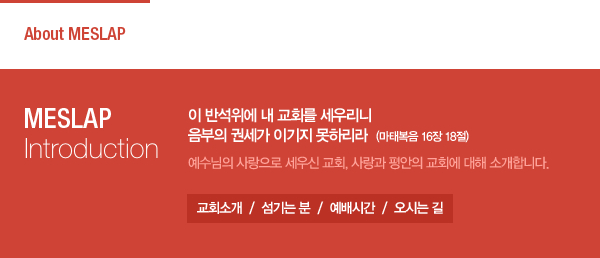 About MESLAP
MESLAP
Introduction
이 반석위에 내 교회를 세우리니
음부의 권세가 이기지 못하리라 (마태복음 16장 18절)
예수님의 사랑으로 세우신 교회, 사랑과 평안의 교회에 대해 소개합니다.
교회소개 / 섬기는 분 / 예배시간 / 오시는 길